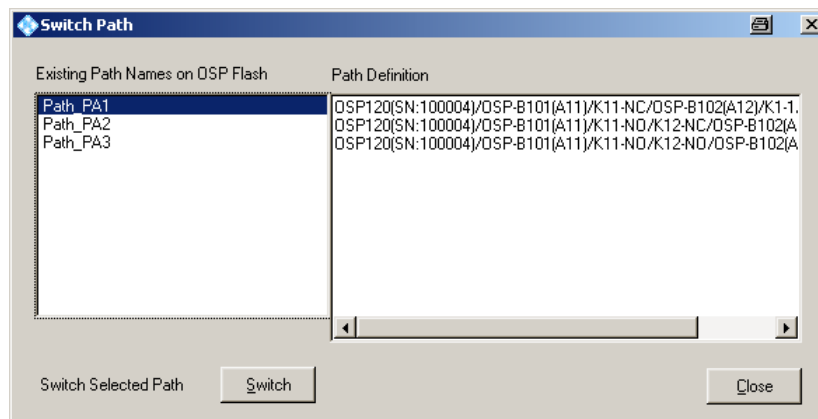 Switch Path
Existing Path Names on OSP Flash
Path Definition
Path_PA1
Path_PA2
Path_PA3
OSP120(SN:100004)/OSP-B101(A11)/K11-NC/OSP-B102(A12)/K1-1.
OSP120(SN:100004)/OSP-B101(A11)/K11-NO/K12-NC/OSP-B102(A
OSP120(SN:100004)/OSP-B101(A11)/K11-NO/K12-NO/OSP-B102(A
Switch Selected Path
Switch
Close